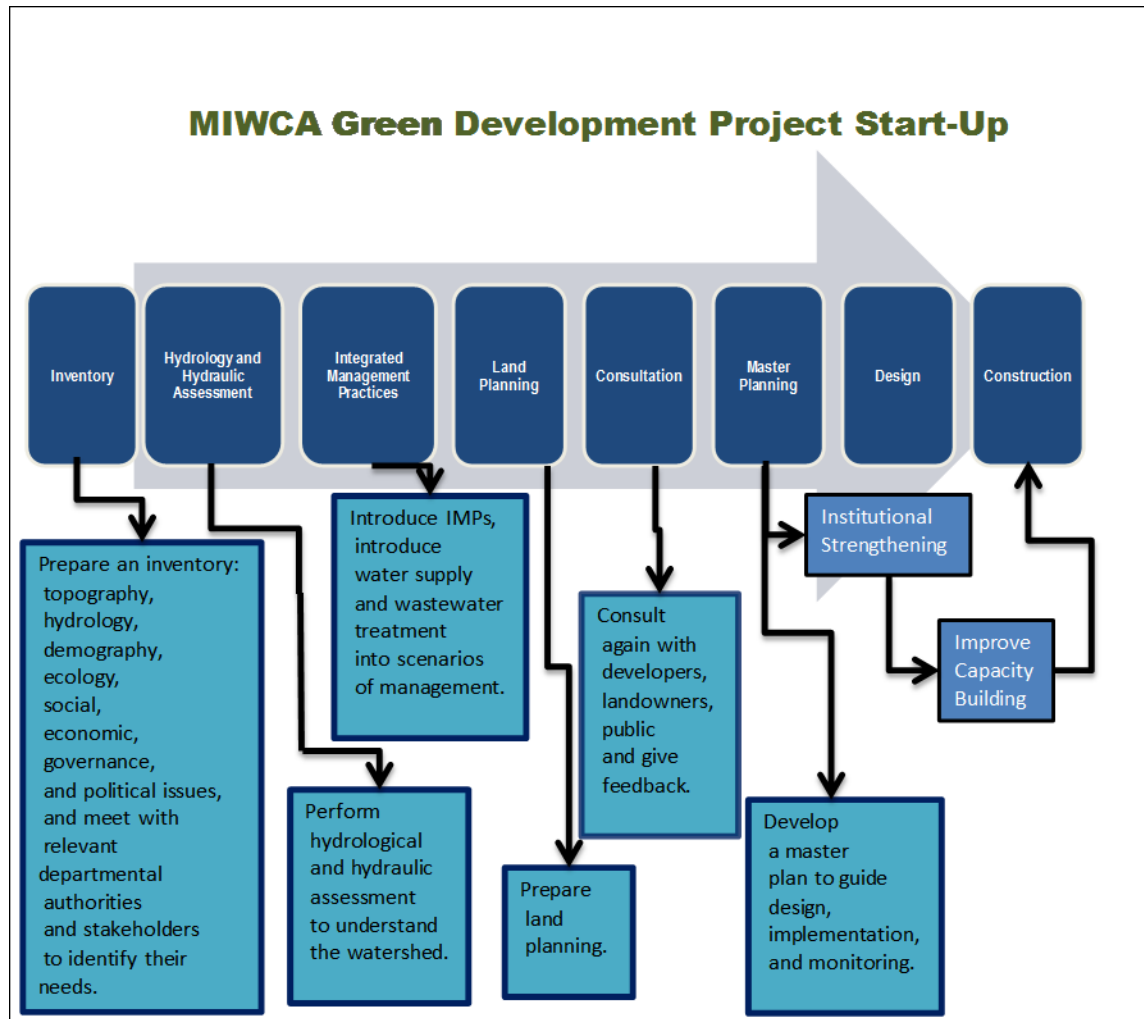 MIWCA Green Development Project Start-Up
Inventory
Hydrology and
Hydraulic
Assessment
Integrated
Management
Practices
Land
Planning
Consultation
Master
Planning
Design
Construction
Prepare an inventory:
topography,
hydrology,
demography,
ecology,
social,
economic,
governance,
and political issues,
and meet with
relevant
departmental
authorities
and stakeholders
to identify their
needs.
Perform
hydrological
and hydraulic
assessment
to understand
the watershed.
Introduce IMPs,
introduce
water supply
and wastewater
treatment
into scenarios
of management.
Prepare
land
planning.
Consult
again with
developers,
landowners,
public
and give
feedback.
Develop
a master
plan to guide
design,
implementation,
and monitoring.
Institutional
Strengthening
Improve
Capacity
Building